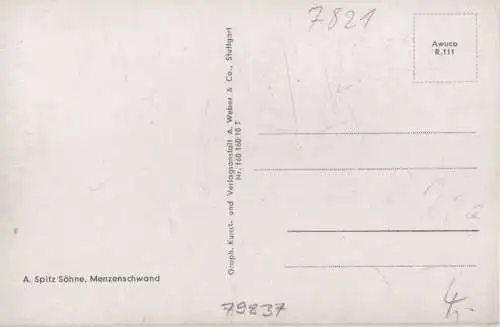 7821
Awuco
R.111
Graph. Kunst- und Verlagsanstalt A. Weber & Co., Stuttgart
Nr. 160 160 10 T
A. Spitz Söhne, Menzenschwand
79837
4,-